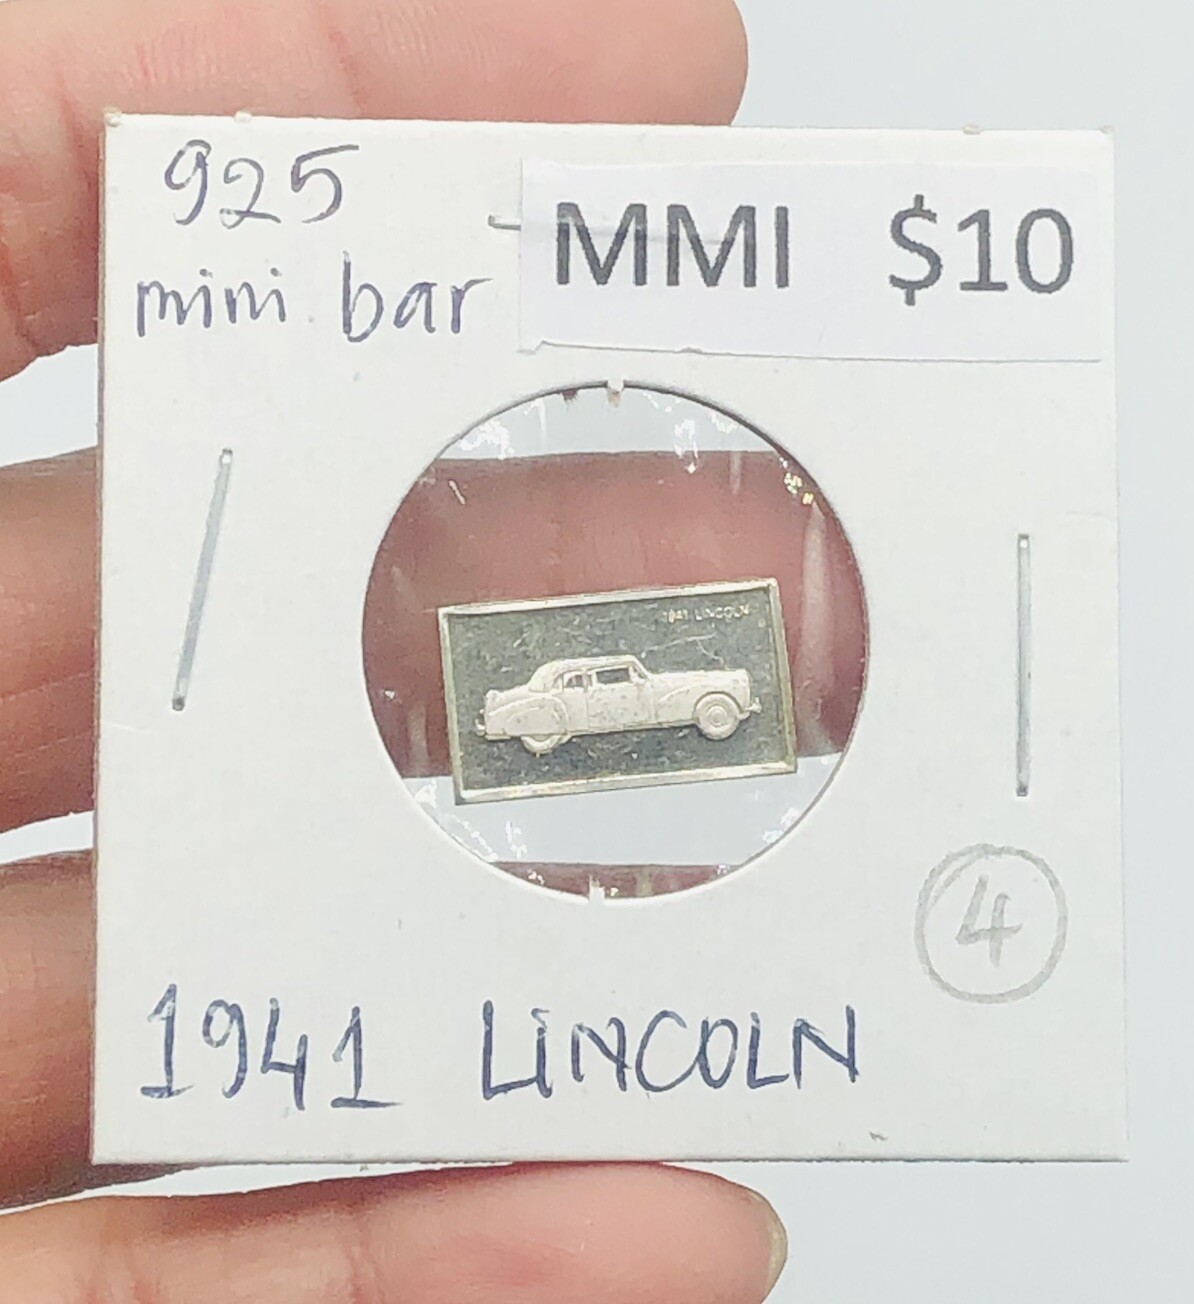 925
mini bar
MMI $10
1941 LINCOLN
4
1941 LINCOLN